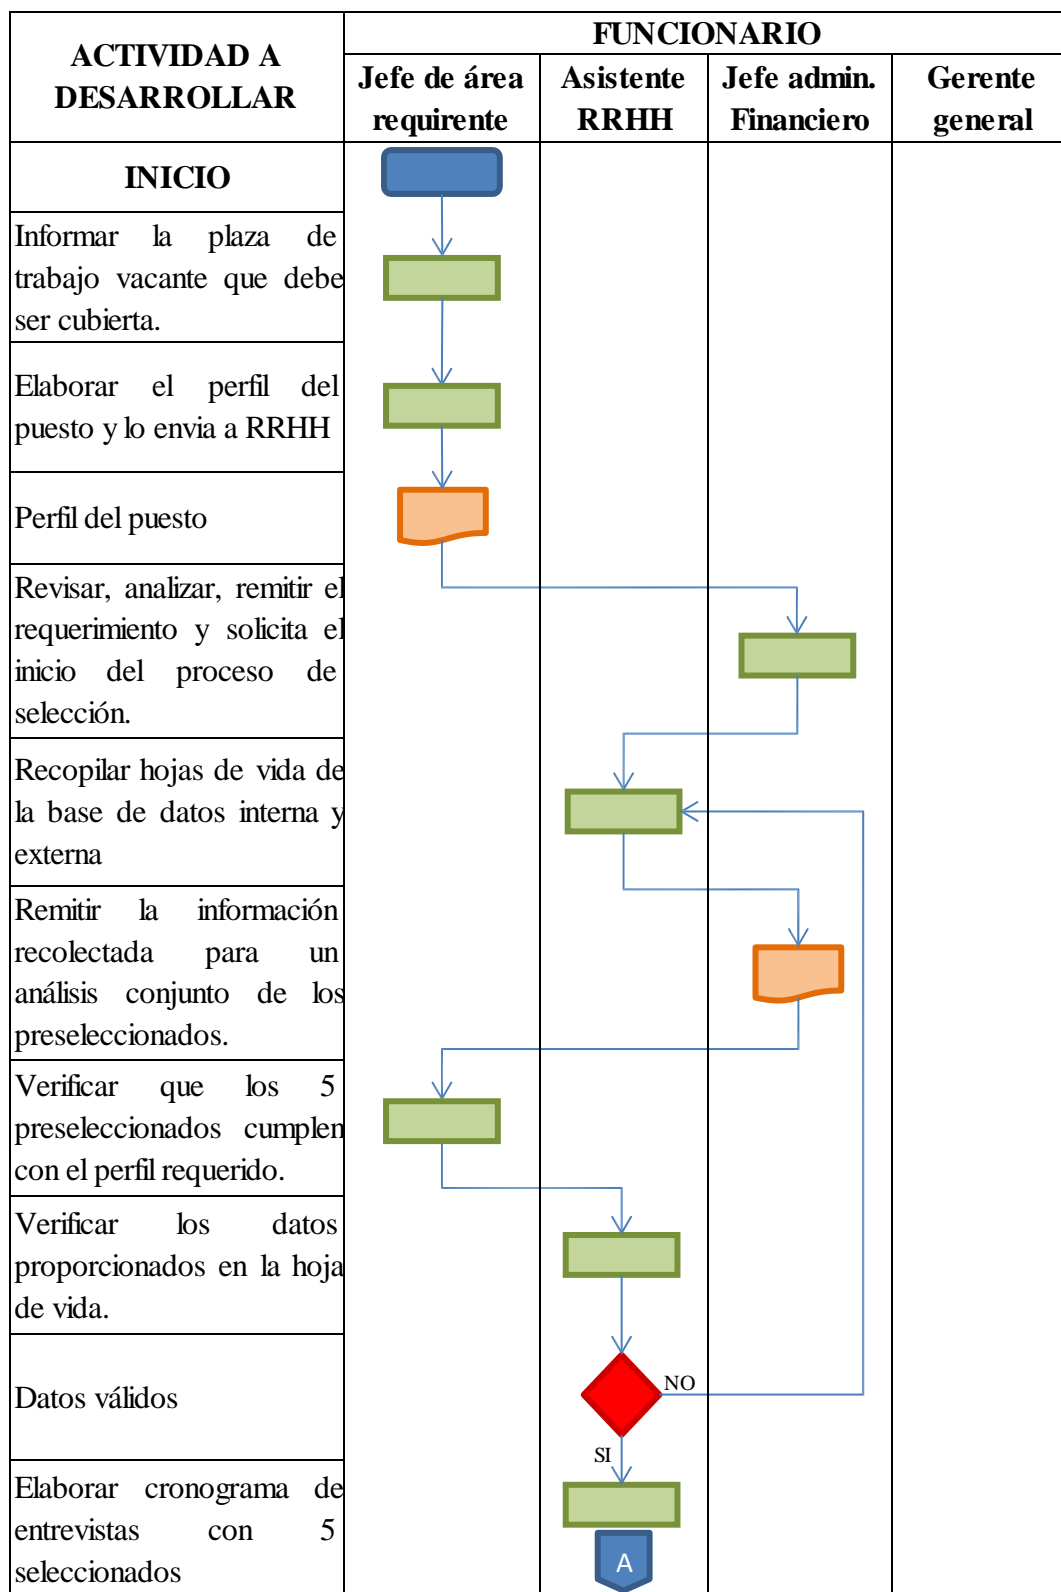 ACTIVIDAD A
DESARROLLAR
FUNCIONARIO
Jefe de área
requirente
Asistente
RRHH
Jefe admin.
Financiero
Gerente
general
INICIO
Informar la plaza de
trabajo vacante que debe
ser cubierta.
Elaborar el perfil del
puesto y lo envia a RRHH
Perfil del puesto
Revisar, analizar, remitir el
requerimiento y solicita el
inicio del proceso de
selección.
Recopilar hojas de vida de
la base de datos interna y
externa
Remitir la información
recolectada para un
análisis conjunto de los
preseleccionados.
Verificar que los 5
preseleccionados cumplen
con el perfil requerido.
Verificar los datos
proporcionados en la hoja
de vida.
Datos válidos
NO
SI
Elaborar cronograma de
entrevistas con 5
seleccionados
A